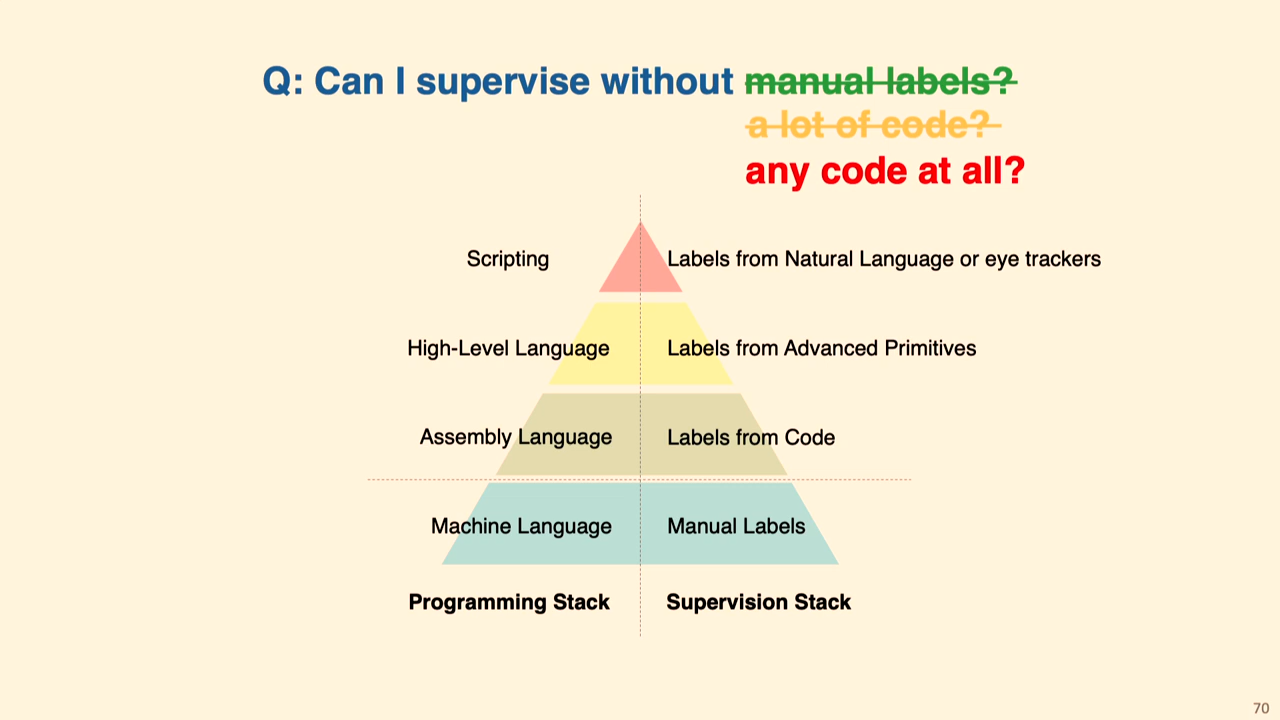 Q: Can I supervise without manual labels?
a lot of code?
any code at all?
Scripting
Labels from Natural Language or eye trackers
High-Level Language
Labels from Advanced Primitives
Assembly Language
Labels from Code
Machine Language
Manual Labels
Programming Stack
Supervision Stack
70